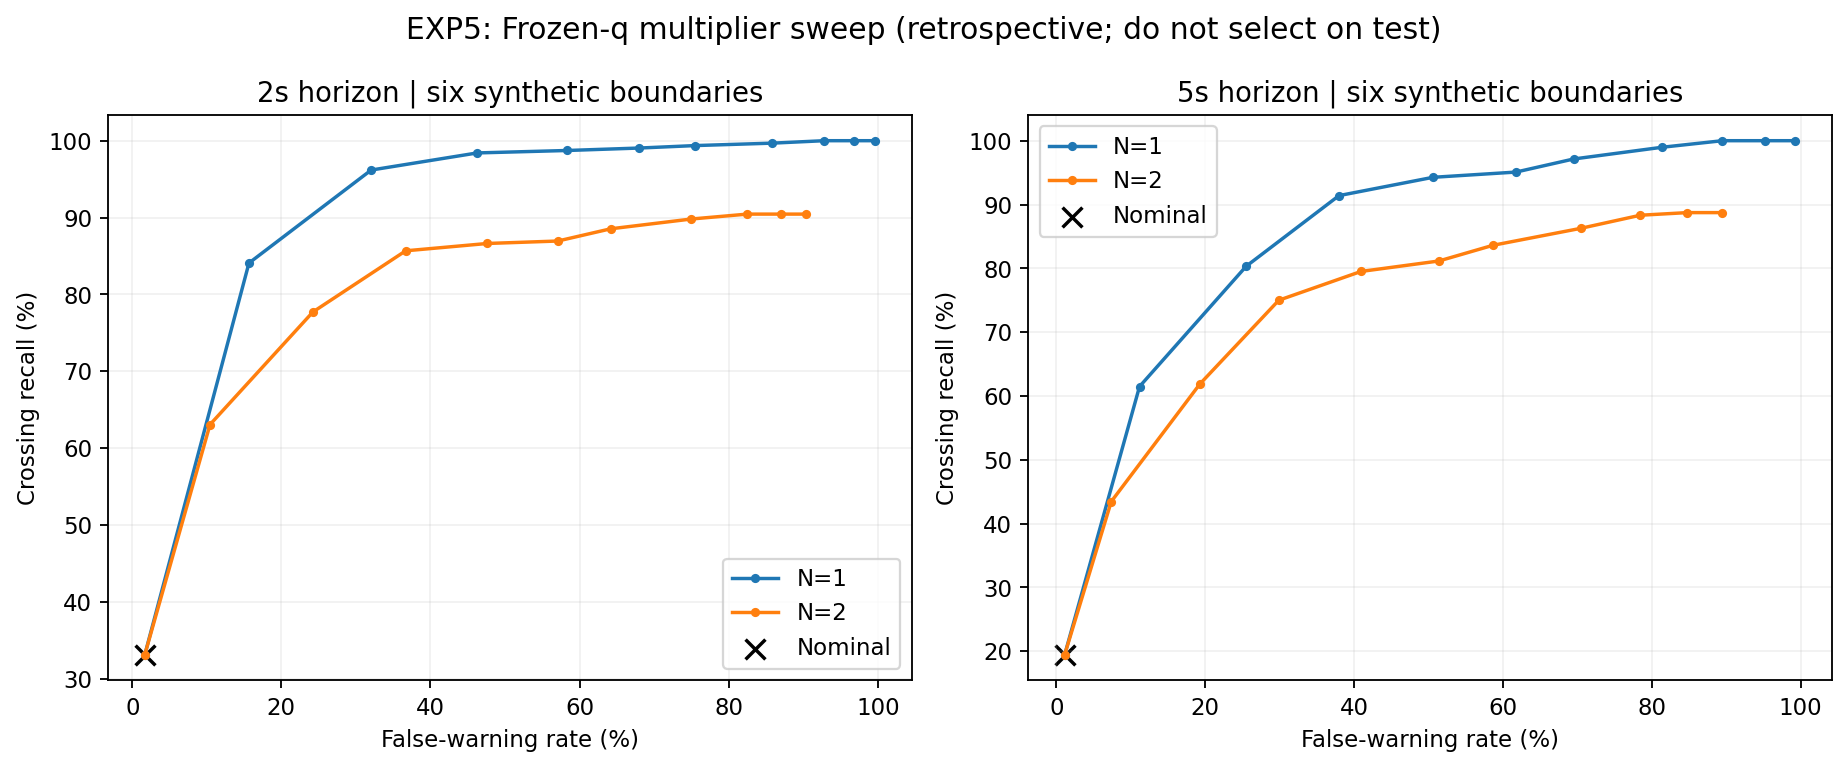 EXP5: Frozen-q multiplier sweep (retrospective; do not select on test)
2s horizon | six synthetic boundaries
100
90
80
70
60
50
40
30
Crossing recall (%)
0 20 40 60 80 100
False-warning rate (%)
N=1
N=2
Nominal
5s horizon | six synthetic boundaries
100
90
80
70
60
50
40
30
20
Crossing recall (%)
0 20 40 60 80 100
False-warning rate (%)
N=1
N=2
Nominal